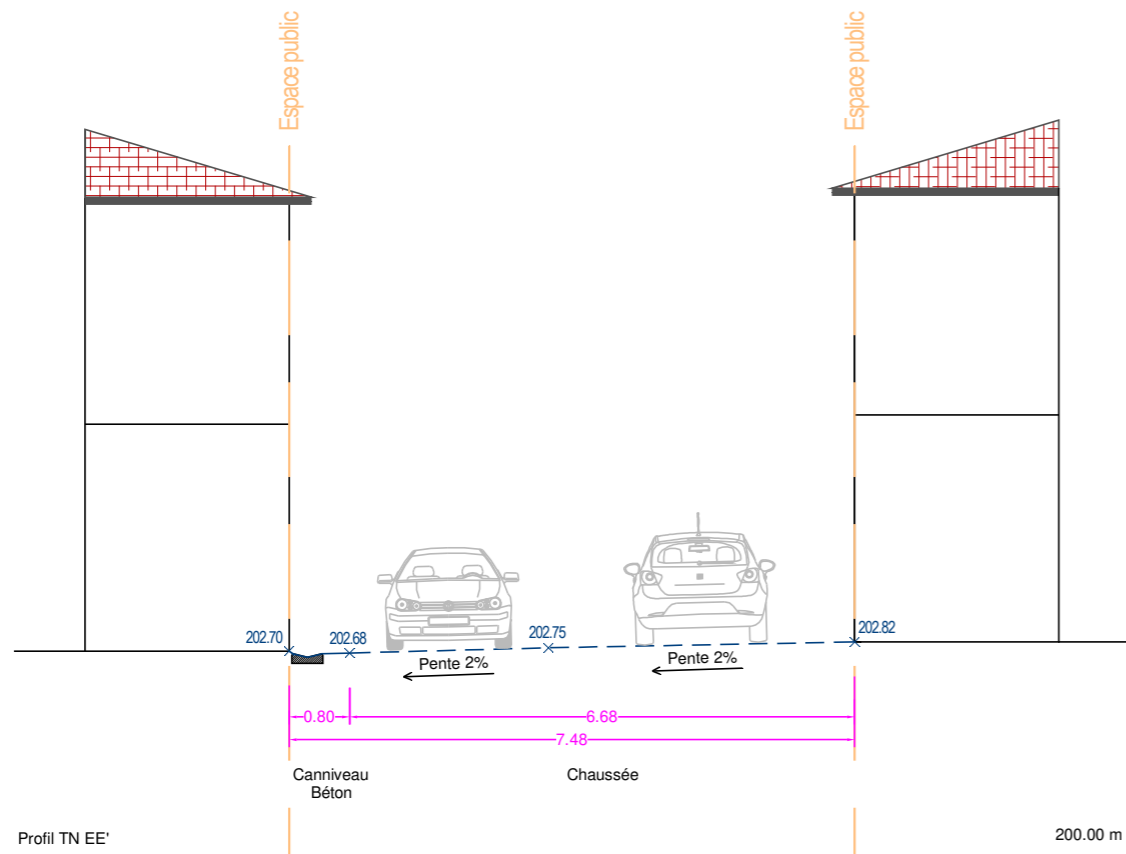 Espace public
Espace public
202.70
202.68
202.75
202.82
Pente 2%
Pente 2%
0.80
6.68
7.48
Canniveau
Béton
Chaussée
Profil TN EE'
200.00 m